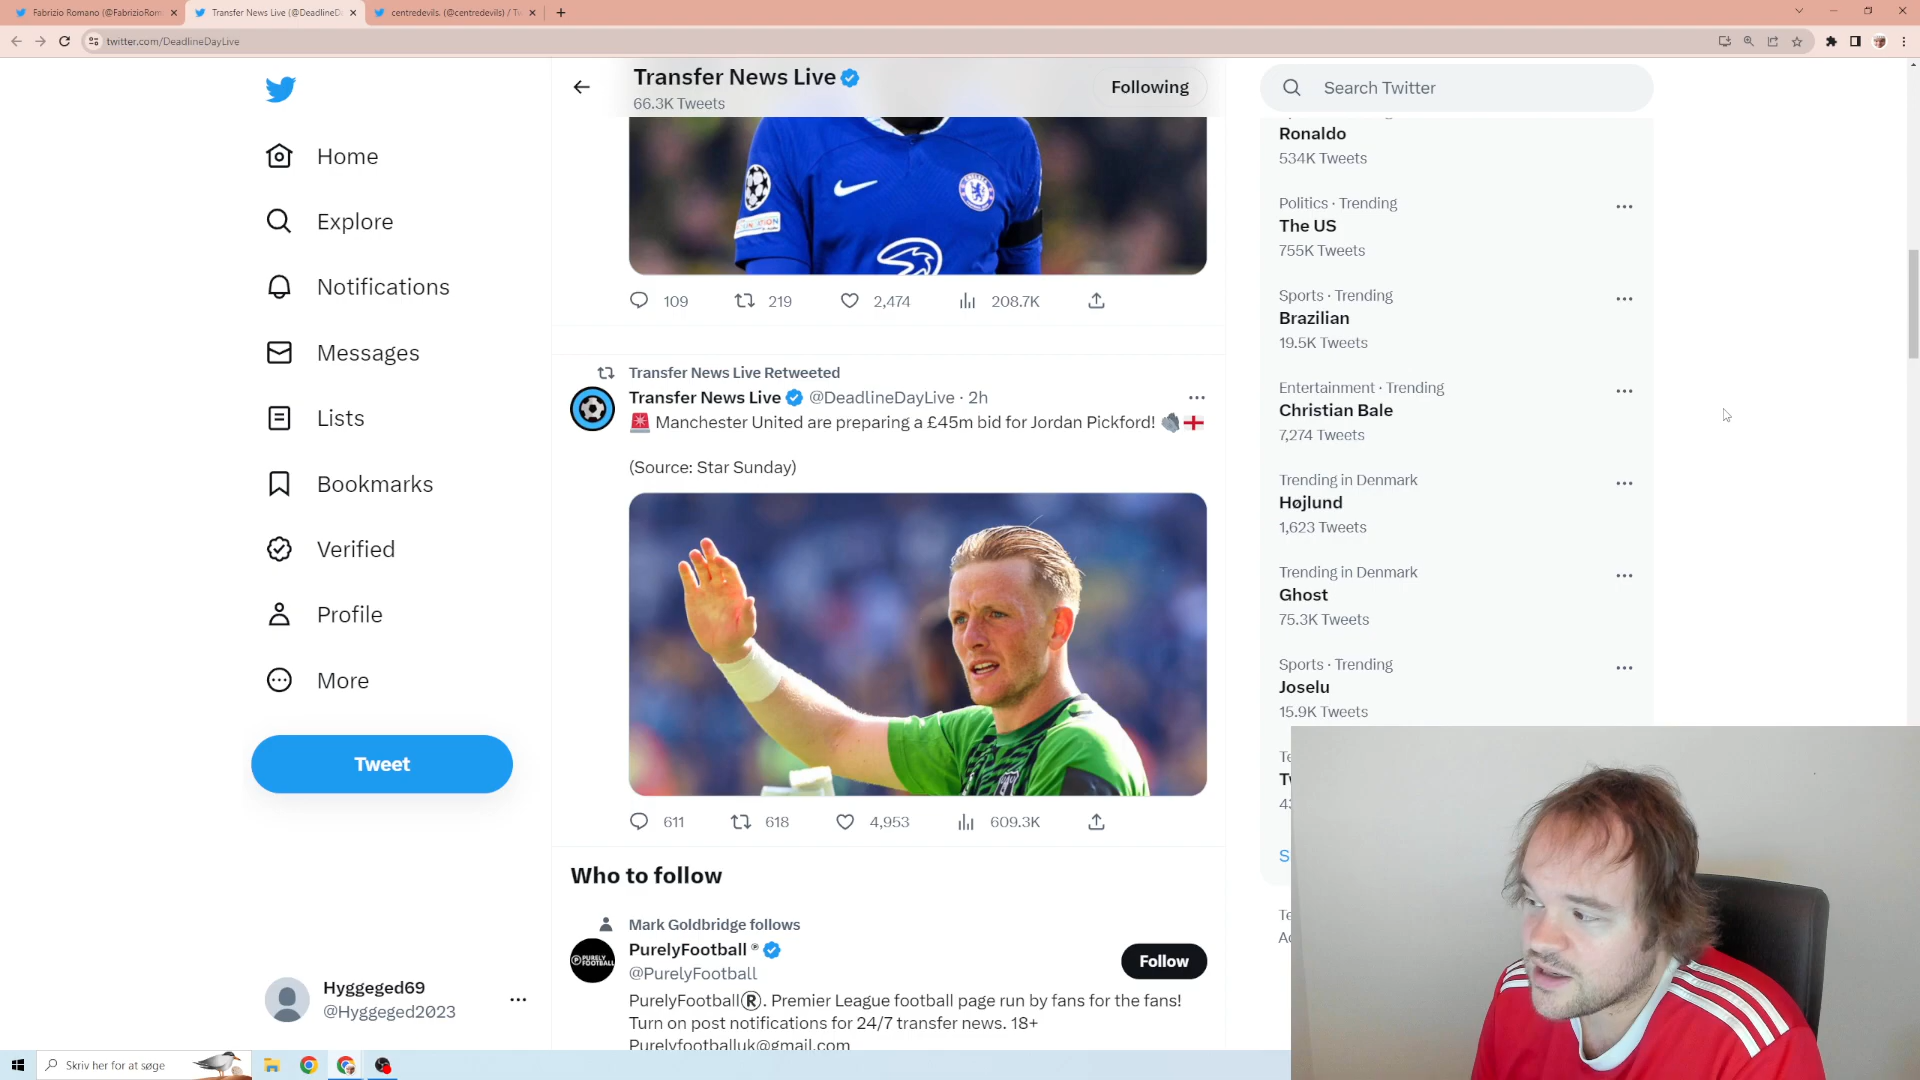 Fabrizio Romano (@FabrizioRom
Transfer News Live (@DeadlineD
centredevils. (@centredevils) / Tw
twitter.com/DeadlineDayLive
Transfer News Live
66.3K Tweets
Following
Search Twitter
Home
Explore
Notifications
Messages
Lists
Bookmarks
Verified
Profile
More
Tweet
Hyggeged69
@Hyggeged2023
109 219 2,474 208.7K
Transfer News Live Retweeted
Transfer News Live @DeadlineDayLive · 2h
🚨 Manchester United are preparing a £45m bid for Jordan Pickford! 🏴󠁧󠁢󠁥󠁮󠁧󠁿
(Source: Star Sunday)
611 618 4,953 609.3K
Who to follow
Mark Goldbridge follows
PurelyFootball ®
@PurelyFootball
Follow
PURELY
FOOTBALL
PurelyFootball®️. Premier League football page run by fans for the fans!
Turn on post notifications for 24/7 transfer news. 18+
Purelyfootballuk@gmail.com
Ronaldo
534K Tweets
Politics · Trending
The US
755K Tweets
Sports · Trending
Brazilian
19.5K Tweets
Entertainment · Trending
Christian Bale
7,274 Tweets
Trending in Denmark
Højlund
1,623 Tweets
Trending in Denmark
Ghost
75.3K Tweets
Sports · Trending
Joselu
15.9K Tweets
Skriv her for at søge